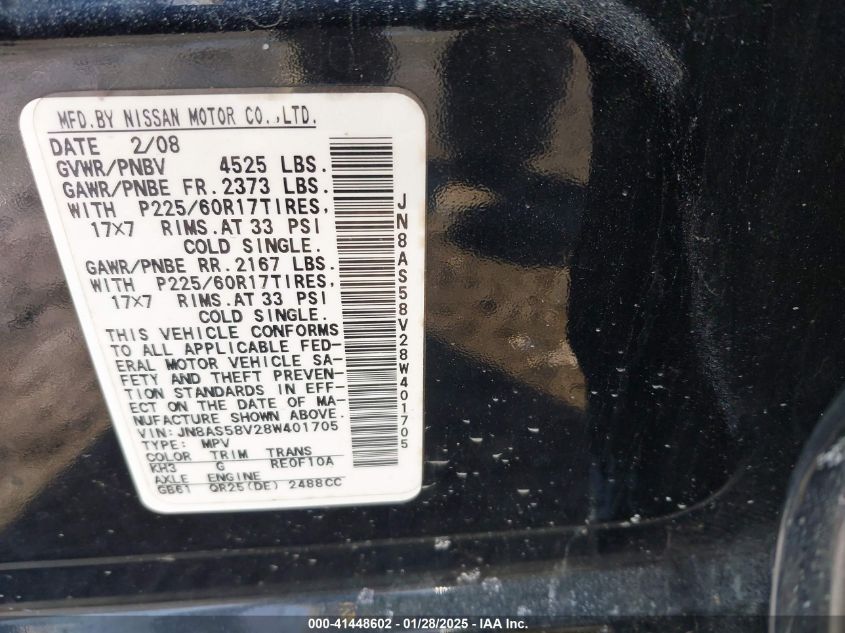 MFD.BY NISSAN MOTOR CO.,LTD.
DATE 2/08
GVWR/PNBV 4525 LBS.
GAWR/PNBE FR.2373 LBS.
WITH P225/60R17TIRES,
17×7 RIMS.AT 33 PSI
COLD SINGLE.
GAWR/PNBE RR.2167 LBS.
WITH P225/60R17TIRES,
17×7 RIMS.AT 33 PSI
COLD SINGLE.
THIS VEHICLE CONFORMS
TO ALL APPLICABLE FED-
ERAL MOTOR VEHICLE SA-
FETY AND THEFT PREVEN-
TION STANDARDS IN EFF-
ECT ON THE DATE OF MA-
NUFACTURE SHOWN ABOVE.
VIN: JN8AS58V28W401705
TYPE: MPV
COLOR TRIM TRANS
KH3 G RE0F10A
AXLE ENGINE
GB61 QR25(DE) 2488CC
JN8AS58V28W401705
000-41448602 - 01/28/2025 - IAA Inc.